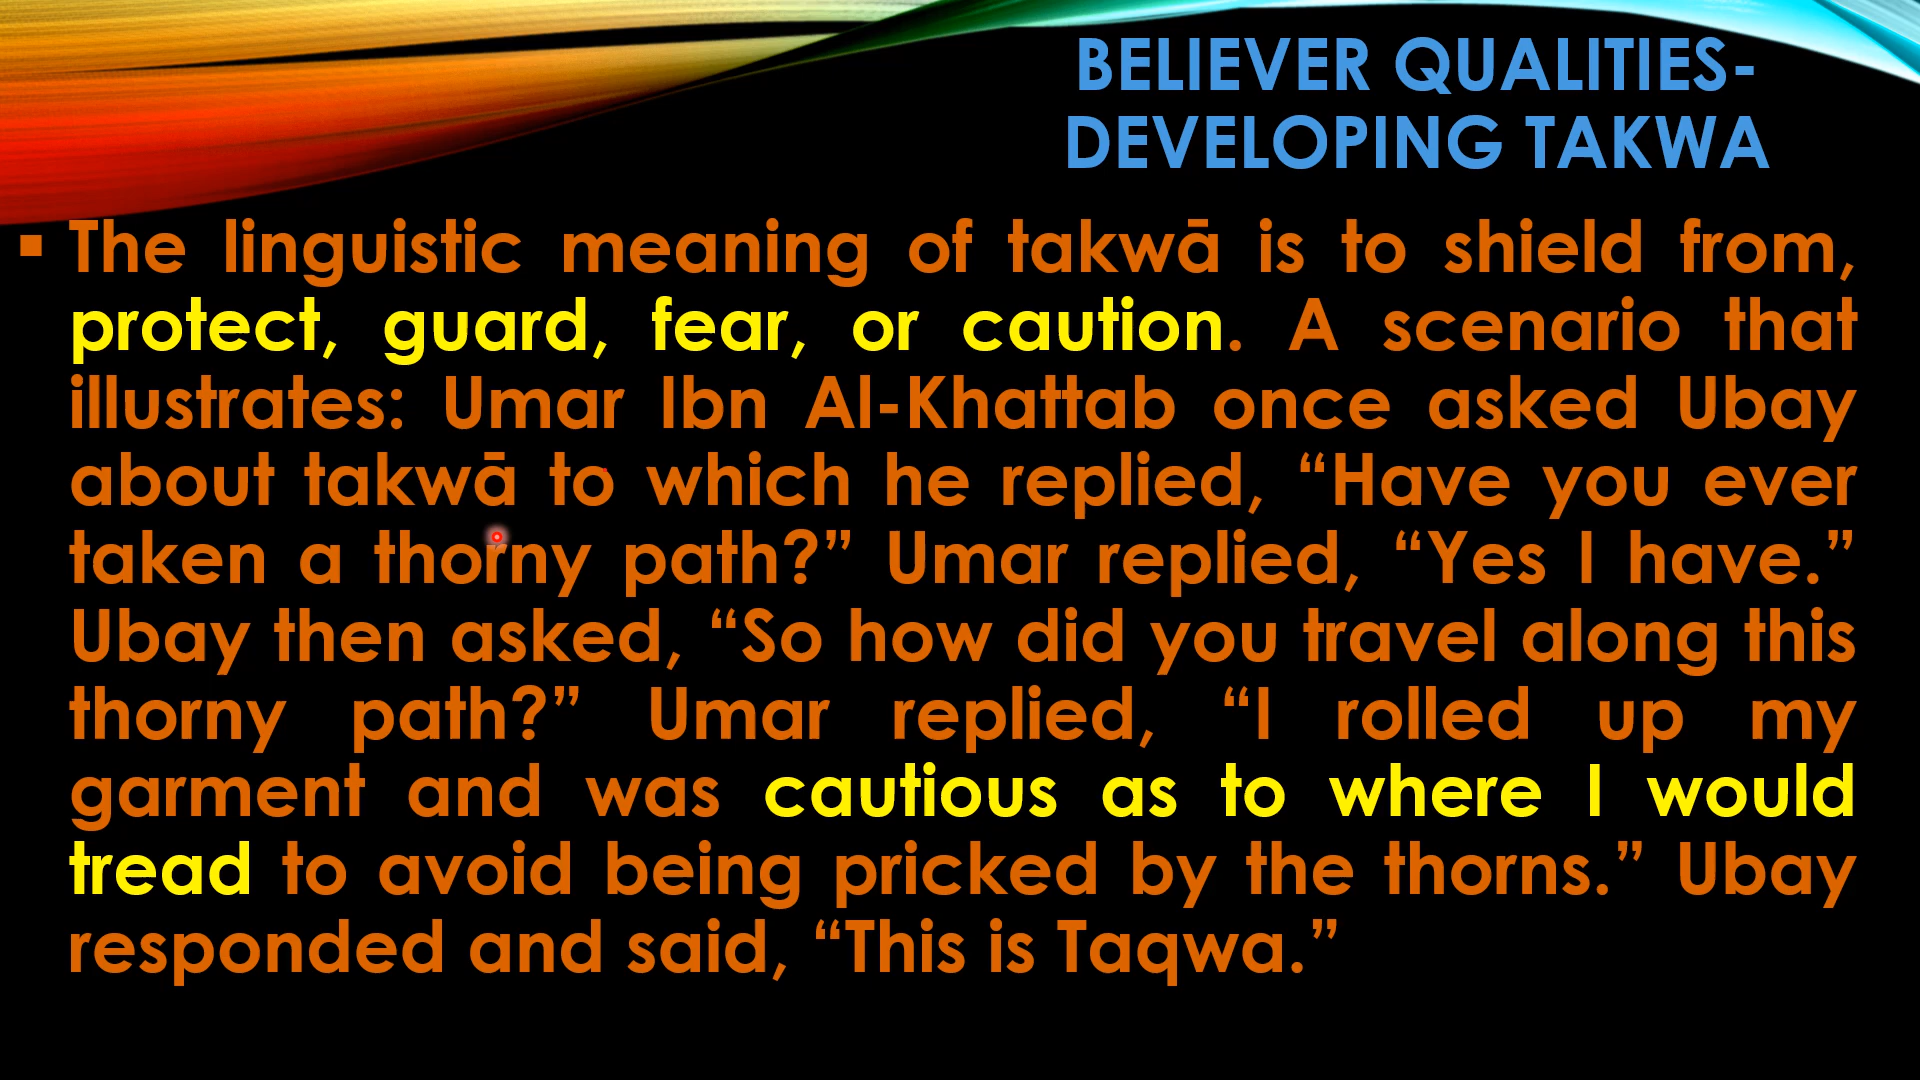 BELIEVER QUALITIES-
DEVELOPING TAKWA
▪ The linguistic meaning of takwā is to shield from,
protect, guard, fear, or caution. A scenario that
illustrates: Umar Ibn Al-Khattab once asked Ubay
about takwā to which he replied, “Have you ever
taken a thorny path?” Umar replied, “Yes I have.”
Ubay then asked, “So how did you travel along this
thorny path?” Umar replied, “I rolled up my
garment and was cautious as to where I would
tread to avoid being pricked by the thorns.” Ubay
responded and said, “This is Taqwa.”